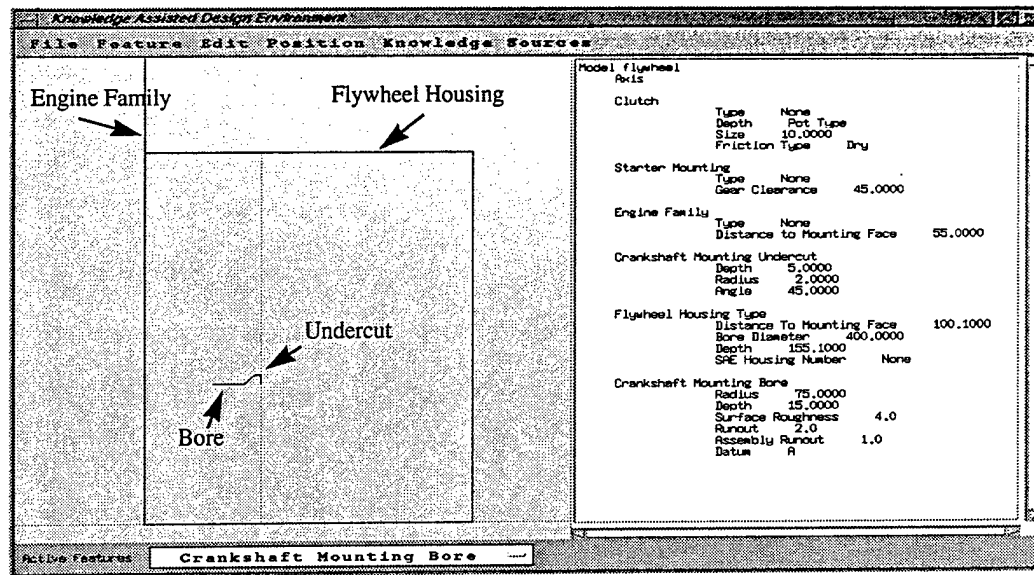 Knowledge Assisted Design Environment
File Feature Edit Position Knowledge Sources
Engine Family
Flywheel Housing
Undercut
Bore
Model flywheel
Axis
Clutch
Type None
Depth Pot Type
Size 10.0000
Friction Type Dry
Starter Mounting
Type None
Gear Clearance 45.0000
Engine Family
Type None
Distance to Mounting Face 55.0000
Crankshaft Mounting Undercut
Depth 5.0000
Radius 2.0000
Angle 45.0000
Flywheel Housing Type
Distance To Mounting Face 100.1000
Bore Diameter 400.0000
Depth 155.1000
SAE Housing Number None
Crankshaft Mounting Bore
Radius 75.0000
Depth 15.0000
Surface Roughness 4.0
Runout 2.0
Assembly Runout 1.0
Datum A
Active Features Crankshaft Mounting Bore